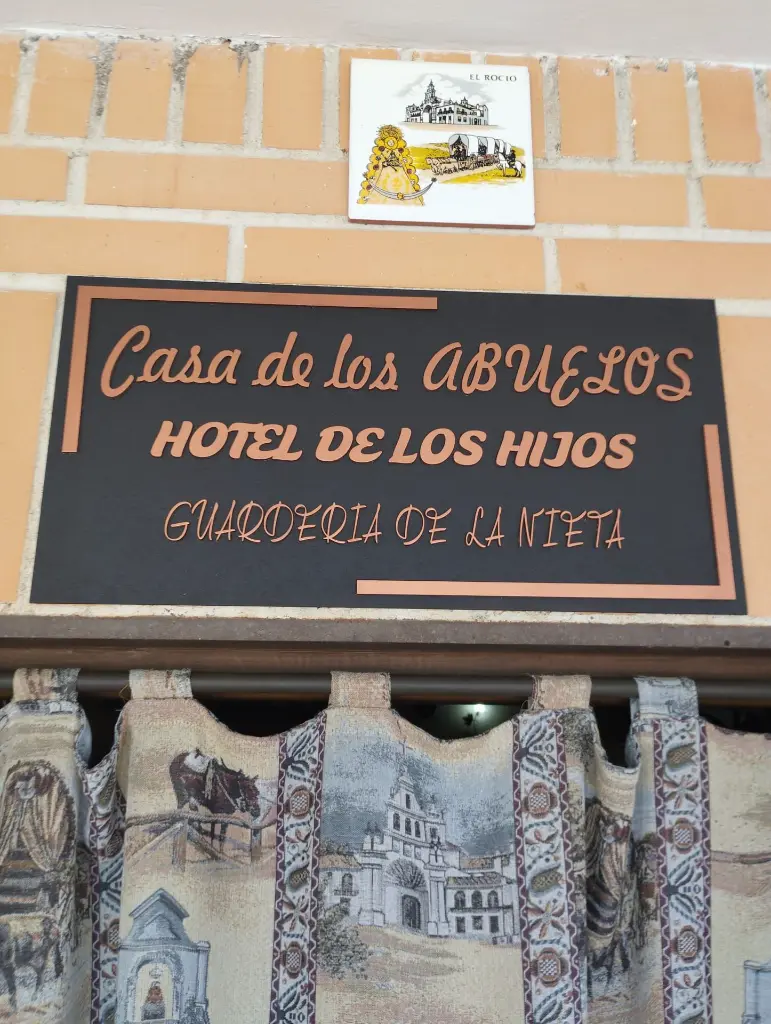 EL ROCIO
Casa de los ABUELOS
HOTEL DE LOS HIJOS
GUARDERIA DE LA NIETA